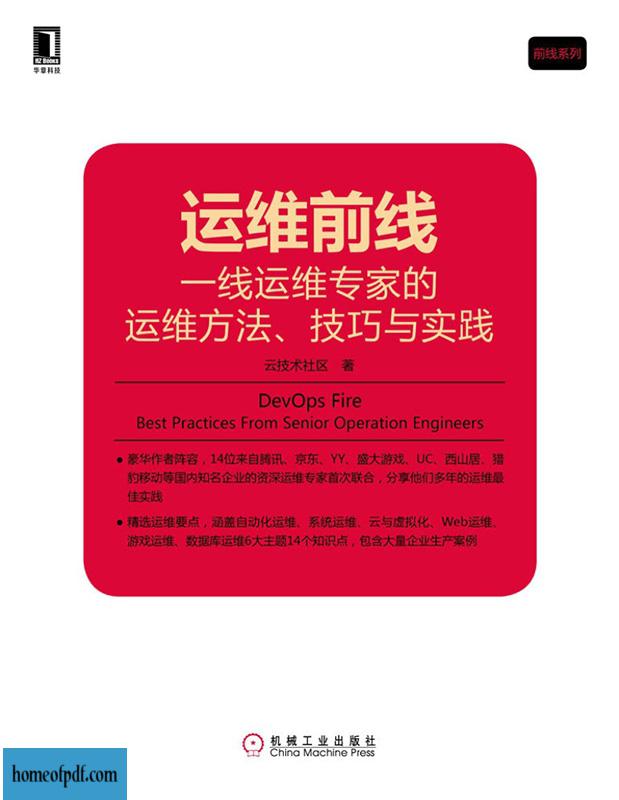 HZ BOOKS
华章科技
前线系列
运维前线
一线运维专家的
运维方法、技巧与实践
云技术社区 著
DevOps Fire
Best Practices From Senior Operation Engineers
● 豪华作者阵容，14位来自腾讯、京东、YY、盛大游戏、UC、西山居、猎
豹移动等国内知名企业的资深运维专家首次联合，分享他们多年的运维最
佳实践
● 精选运维要点，涵盖自动化运维、系统运维、云与虚拟化、Web运维、
游戏运维、数据库运维6大主题14个知识点，包含大量企业生产案例
机械工业出版社
China Machine Press
homeofpdf.com